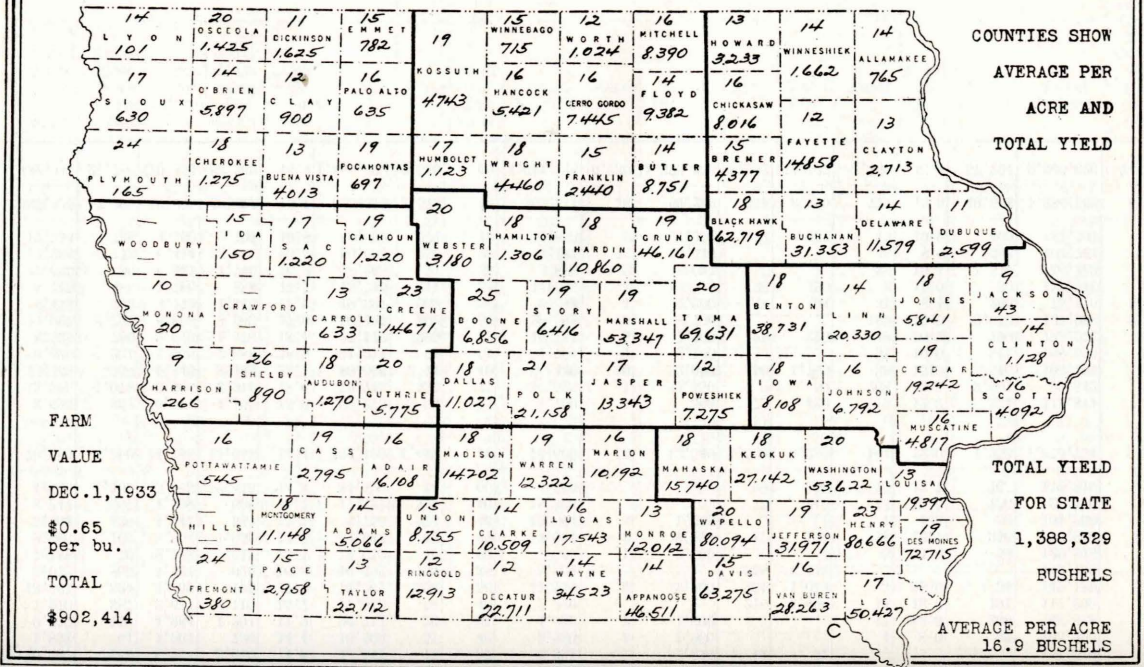 COUNTIES SHOW
AVERAGE PER
ACRE AND
TOTAL YIELD
14
LYON
101
20
OSCEOLA
1.425
11
DICKINSON
1.625
15
EMMET
782
19
KOSSUTH
4.743
15
WINNEBAGO
715
12
WORTH
1.024
16
MITCHELL
8.390
13
HOWARD
3,233
14
WINNESHIEK
1.662
14
ALLAMAKEE
765
17
SIOUX
630
14
O'BRIEN
5,897
12
CLAY
900
16
PALO ALTO
635
16
HANCOCK
5.421
16
CERRO GORDO
7.445
14
FLOYD
9.382
16
CHICKASAW
8.016
12
FAYETTE
14.858
13
CLAYTON
2,713
24
PLYMOUTH
165
18
CHEROKEE
1.275
13
BUENA VISTA
4.013
19
POCAHONTAS
697
17
HUMBOLDT
1.123
18
WRIGHT
4.460
15
FRANKLIN
2.440
14
BUTLER
8,751
15
BREMER
4.377
—
WOODBURY
—
15
IDA
150
17
SAC
1.220
19
CALHOUN
1.220
20
WEBSTER
3,180
18
HAMILTON
1.306
18
HARDIN
10,860
19
GRUNDY
46,161
18
BLACK HAWK
62.719
13
BUCHANAN
31.353
14
DELAWARE
11.579
11
DUBUQUE
2,599
10
MONONA
20
—
CRAWFORD
—
13
CARROLL
633
23
GREENE
14.671
25
BOONE
6,856
19
STORY
6.416
19
MARSHALL
53,347
20
TAMA
69.631
18
BENTON
38,731
14
LINN
20.330
18
JONES
5,841
9
JACKSON
43
14
CLINTON
1,128
9
HARRISON
266
26
SHELBY
890
18
AUDUBON
1.270
20
GUTHRIE
5.775
18
DALLAS
11.027
21
POLK
21,158
17
JASPER
13.343
12
POWESHIEK
7.275
18
IOWA
8,108
16
JOHNSON
6.792
19
CEDAR
19242
16
SCOTT
4.092
16
MUSCATINE
4.817
16
POTTAWATTAMIE
545
19
CASS
2,795
16
ADAIR
16,108
18
MADISON
14,702
19
WARREN
12.322
16
MARION
10,192
18
MAHASKA
15.740
18
KEOKUK
27.142
20
WASHINGTON
53,622
13
LOUISA
19,397
—
MILLS
—
18
MONTGOMERY
11.148
14
ADAMS
5,066
15
UNION
8.755
14
CLARKE
10.509
16
LUCAS
17.543
13
MONROE
12.012
20
WAPELLO
80,094
19
JEFFERSON
31,971
23
HENRY
80,666
19
DES MOINES
72.715
24
FREMONT
380
15
PAGE
2,958
13
TAYLOR
22,112
12
RINGGOLD
12.913
12
DECATUR
22.711
14
WAYNE
34.523
14
APPANOOSE
46.511
15
DAVIS
63,275
16
VAN BUREN
28.263
17
LEE
50.427
C
FARM
VALUE
DEC.1,1933
$0.65
per bu.
TOTAL
$902,414
TOTAL YIELD
FOR STATE
1,388,329
BUSHELS
AVERAGE PER ACRE
16.9 BUSHELS